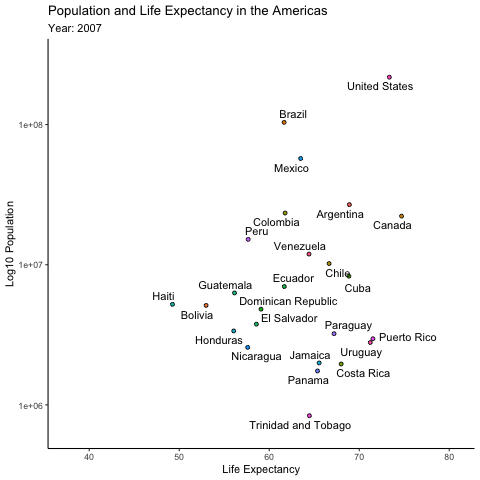 Population and Life Expectancy in the Americas
Year: 2007
United States
Brazil
Mexico
Argentina
Canada
Colombia
Peru
Venezuela
Chile
Cuba
Ecuador
Guatemala
Haiti
Bolivia
Dominican Republic
El Salvador
Honduras
Nicaragua
Paraguay
Puerto Rico
Uruguay
Jamaica
Costa Rica
Panama
Trinidad and Tobago
1e+08
1e+07
1e+06
Log10 Population
40 50 60 70 80
Life Expectancy